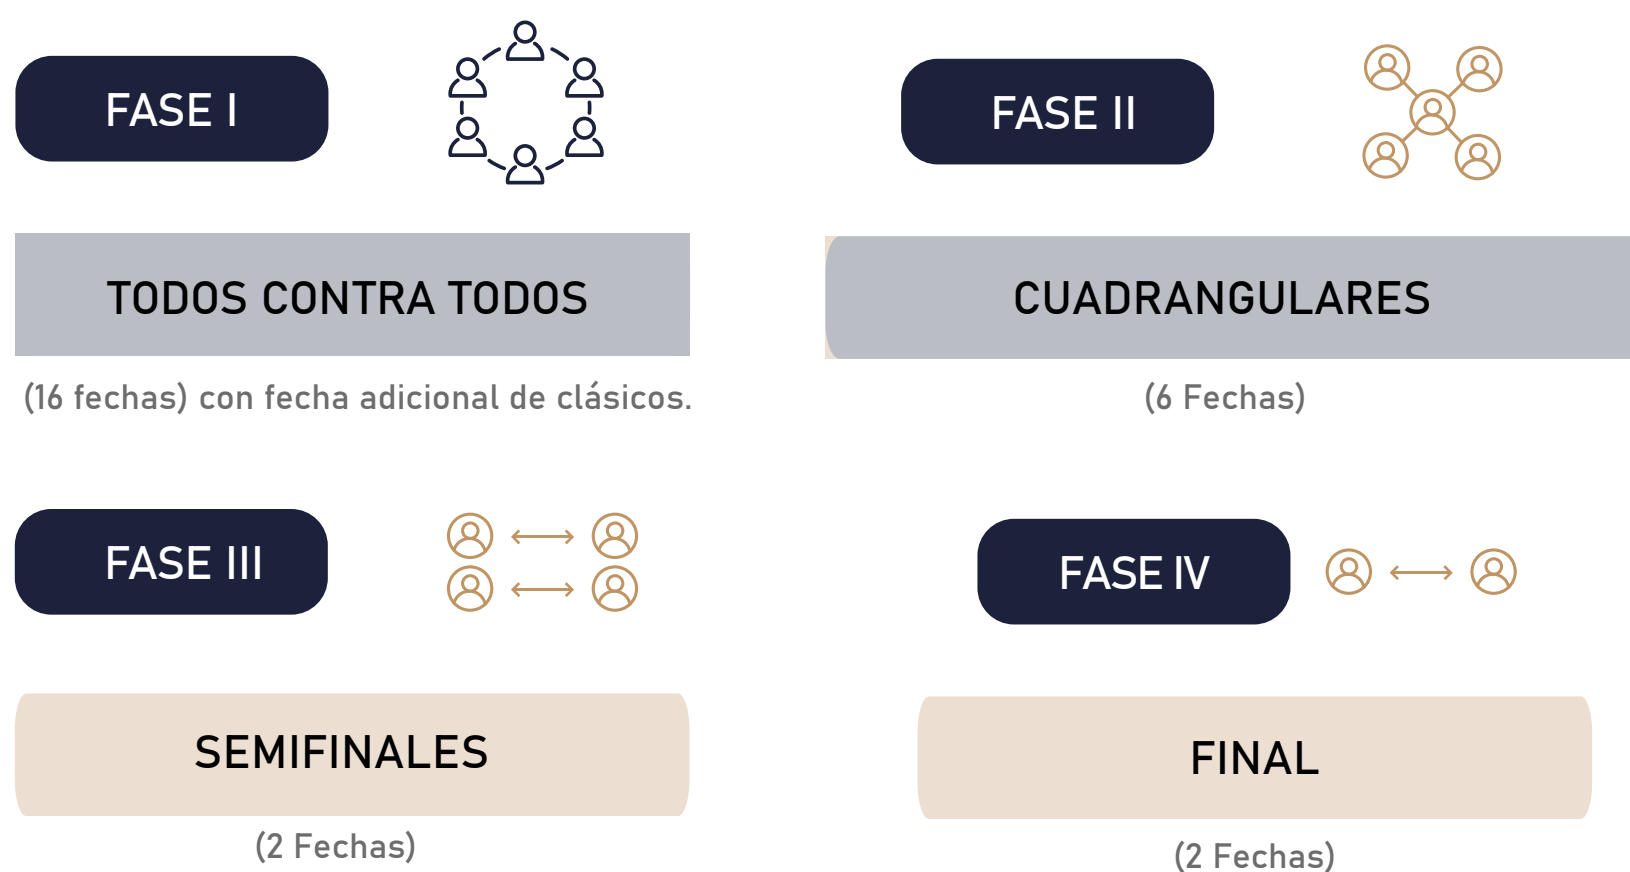 FASE I
TODOS CONTRA TODOS
(16 fechas) con fecha adicional de clásicos.
FASE II
CUADRANGULARES
(6 Fechas)
FASE III
SEMIFINALES
(2 Fechas)
FASE IV
FINAL
(2 Fechas)